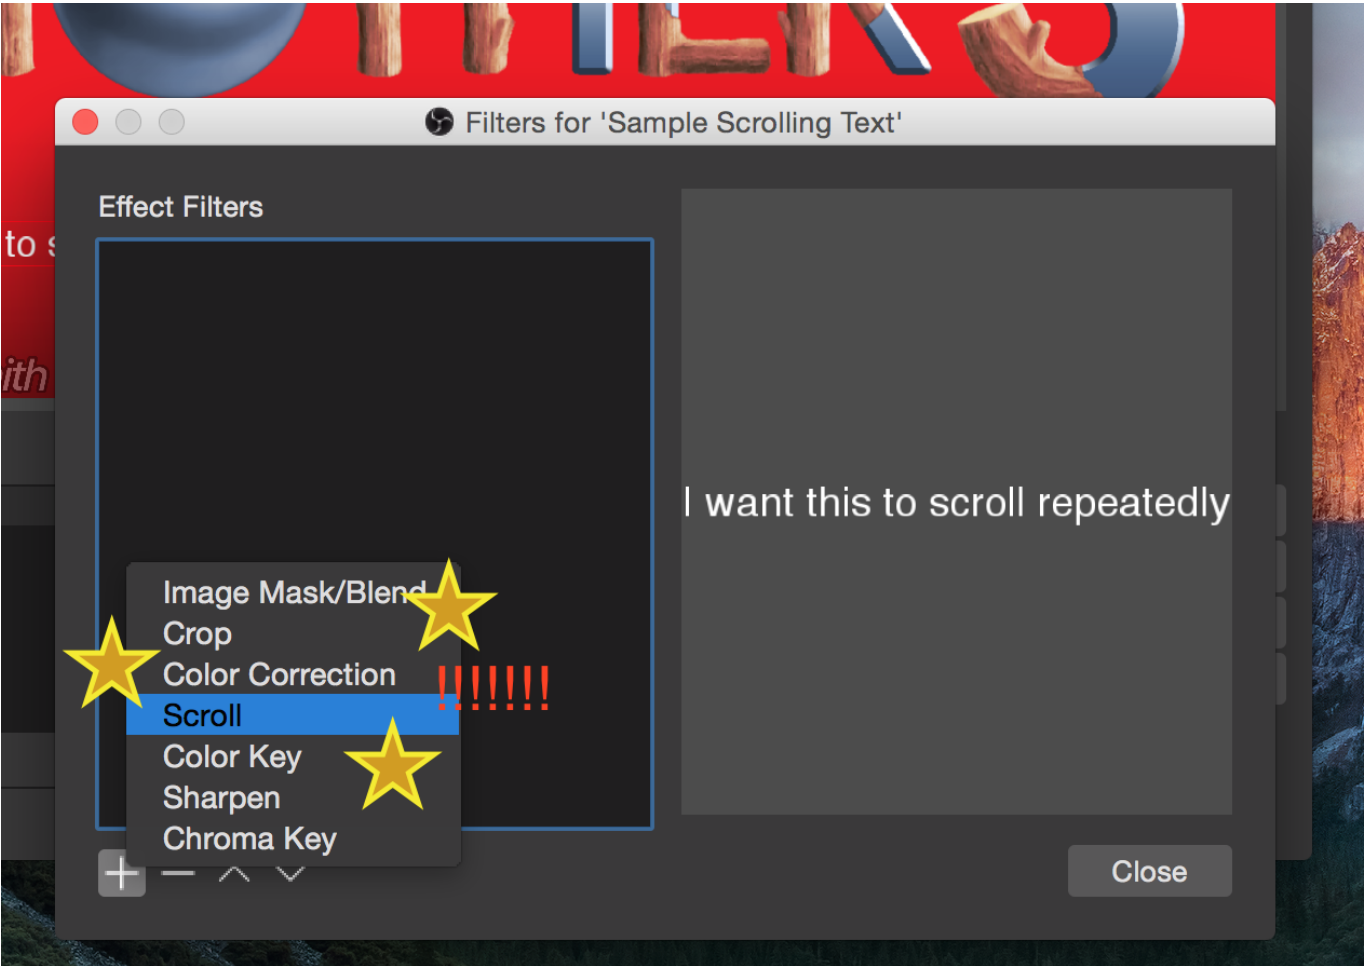 Filters for 'Sample Scrolling Text'
Effect Filters
to s
ith
I want this to scroll repeatedly
Image Mask/Blend
Crop
Color Correction
!!!!!!!
Scroll
Color Key
Sharpen
Chroma Key
Close